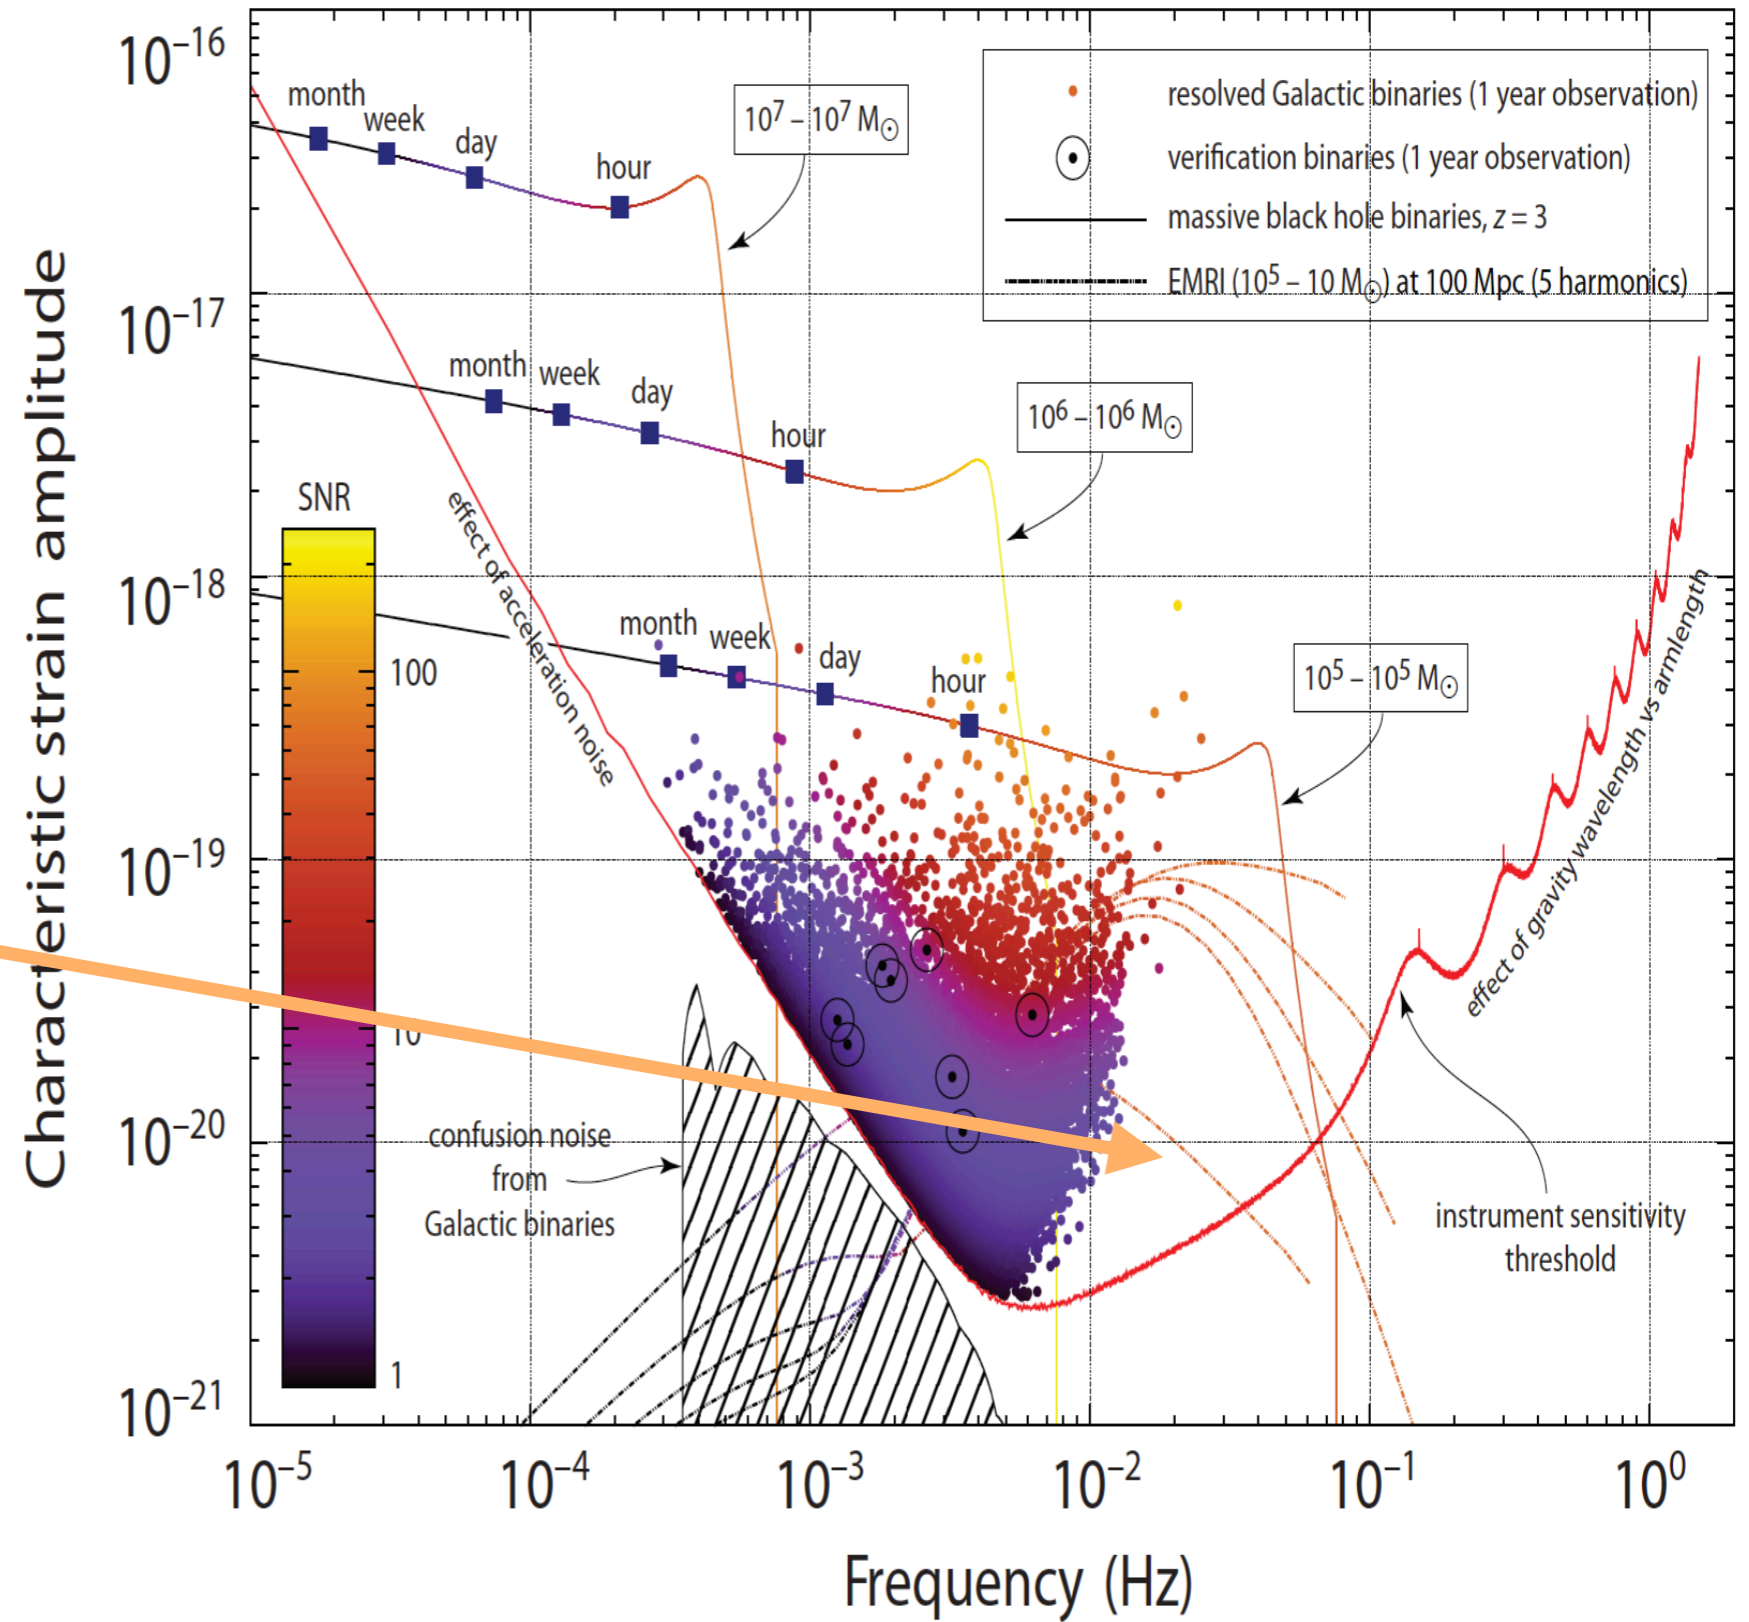 Characteristic strain amplitude
10⁻¹⁶
10⁻¹⁷
10⁻¹⁸
10⁻¹⁹
10⁻²⁰
10⁻²¹
month
week
day
hour
10⁷ – 10⁷ M⊙
resolved Galactic binaries (1 year observation)
verification binaries (1 year observation)
massive black hole binaries, z = 3
EMRI (10⁵ – 10 M⊙) at 100 Mpc (5 harmonics)
month
week
day
hour
10⁶ – 10⁶ M⊙
SNR
100
10
1
effect of acceleration noise
month
week
day
hour
10⁵ – 10⁵ M⊙
effect of gravity wavelength vs armlength
confusion noise
from
Galactic binaries
instrument sensitivity
threshold
10⁻⁵
10⁻⁴
10⁻³
10⁻²
10⁻¹
10⁰
Frequency (Hz)